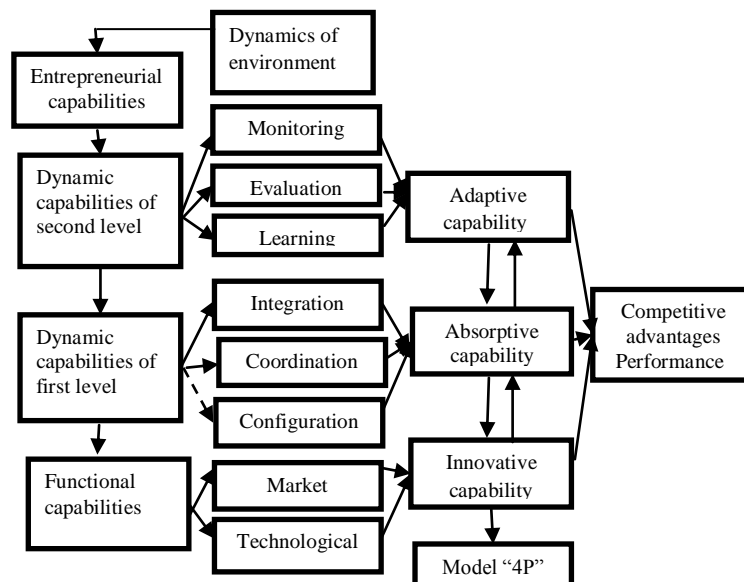 Dynamics of
environment
Entrepreneurial
capabilities
Monitoring
Dynamic
capabilities of
second level
Evaluation
Learning
Adaptive
capability
Integration
Dynamic
capabilities of
first level
Coordination
Configuration
Absorptive
capability
Competitive
advantages
Performance
Functional
capabilities
Market
Technological
Innovative
capability
Model “4P”